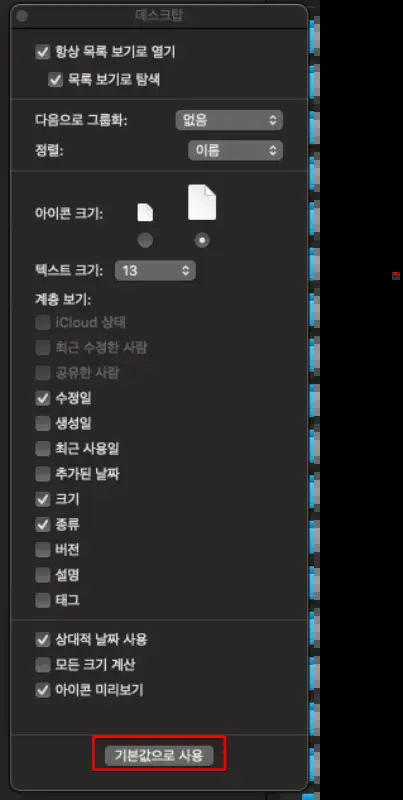 데스크탑
항상 목록 보기로 열기
목록 보기로 탐색
다음으로 그룹화: 없음
정렬: 이름
아이콘 크기:
텍스트 크기: 13
계층 보기:
iCloud 상태
최근 수정한 사람
공유한 사람
수정일
생성일
최근 사용일
추가된 날짜
크기
종류
버전
설명
태그
상대적 날짜 사용
모든 크기 계산
아이콘 미리보기
기본값으로 사용